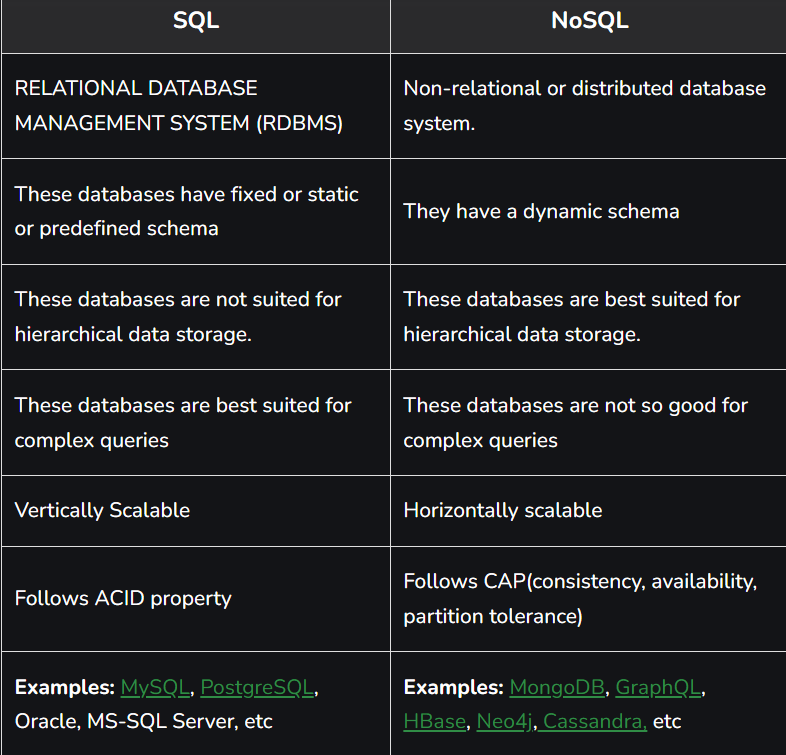 SQL
NoSQL
RELATIONAL DATABASE
MANAGEMENT SYSTEM (RDBMS)
Non-relational or distributed database
system.
These databases have fixed or static
or predefined schema
They have a dynamic schema
These databases are not suited for
hierarchical data storage.
These databases are best suited for
hierarchical data storage.
These databases are best suited for
complex queries
These databases are not so good for
complex queries
Vertically Scalable
Horizontally scalable
Follows ACID property
Follows CAP(consistency, availability,
partition tolerance)
Examples: MySQL, PostgreSQL,
Oracle, MS-SQL Server, etc
Examples: MongoDB, GraphQL,
HBase, Neo4j, Cassandra, etc